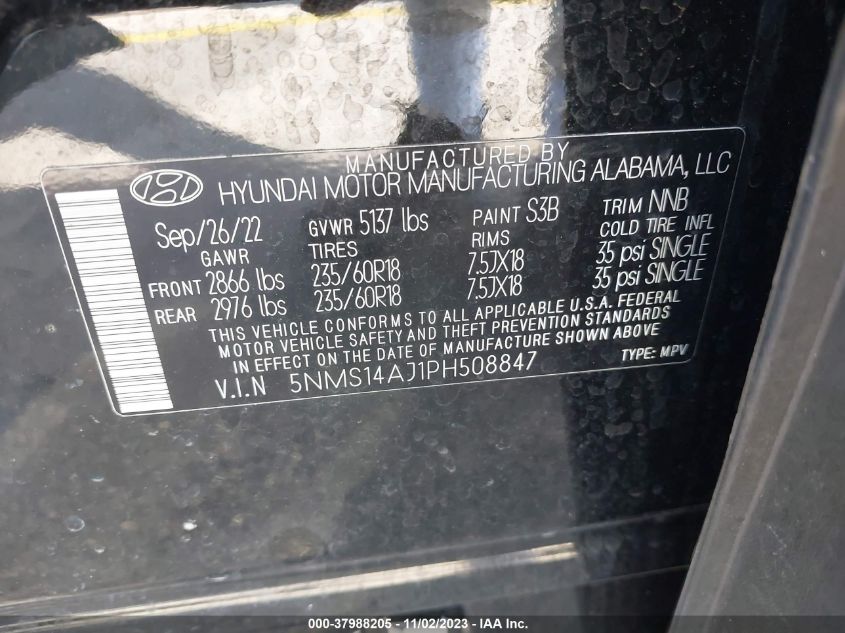 MANUFACTURED BY
HYUNDAI MOTOR MANUFACTURING ALABAMA, LLC
Sep/26/22 GVWR 5137 lbs PAINT S3B TRIM NNB
GAWR TIRES RIMS COLD TIRE INFL
FRONT 2866 lbs 235/60R18 7.5JX18 35 psi SINGLE
REAR 2976 lbs 235/60R18 7.5JX18 35 psi SINGLE
THIS VEHICLE CONFORMS TO ALL APPLICABLE U.S.A. FEDERAL
MOTOR VEHICLE SAFETY AND THEFT PREVENTION STANDARDS
IN EFFECT ON THE DATE OF MANUFACTURE SHOWN ABOVE
V.I.N 5NMS14AJ1PH508847 TYPE: MPV
000-37988205 - 11/02/2023 - www.iaai.com